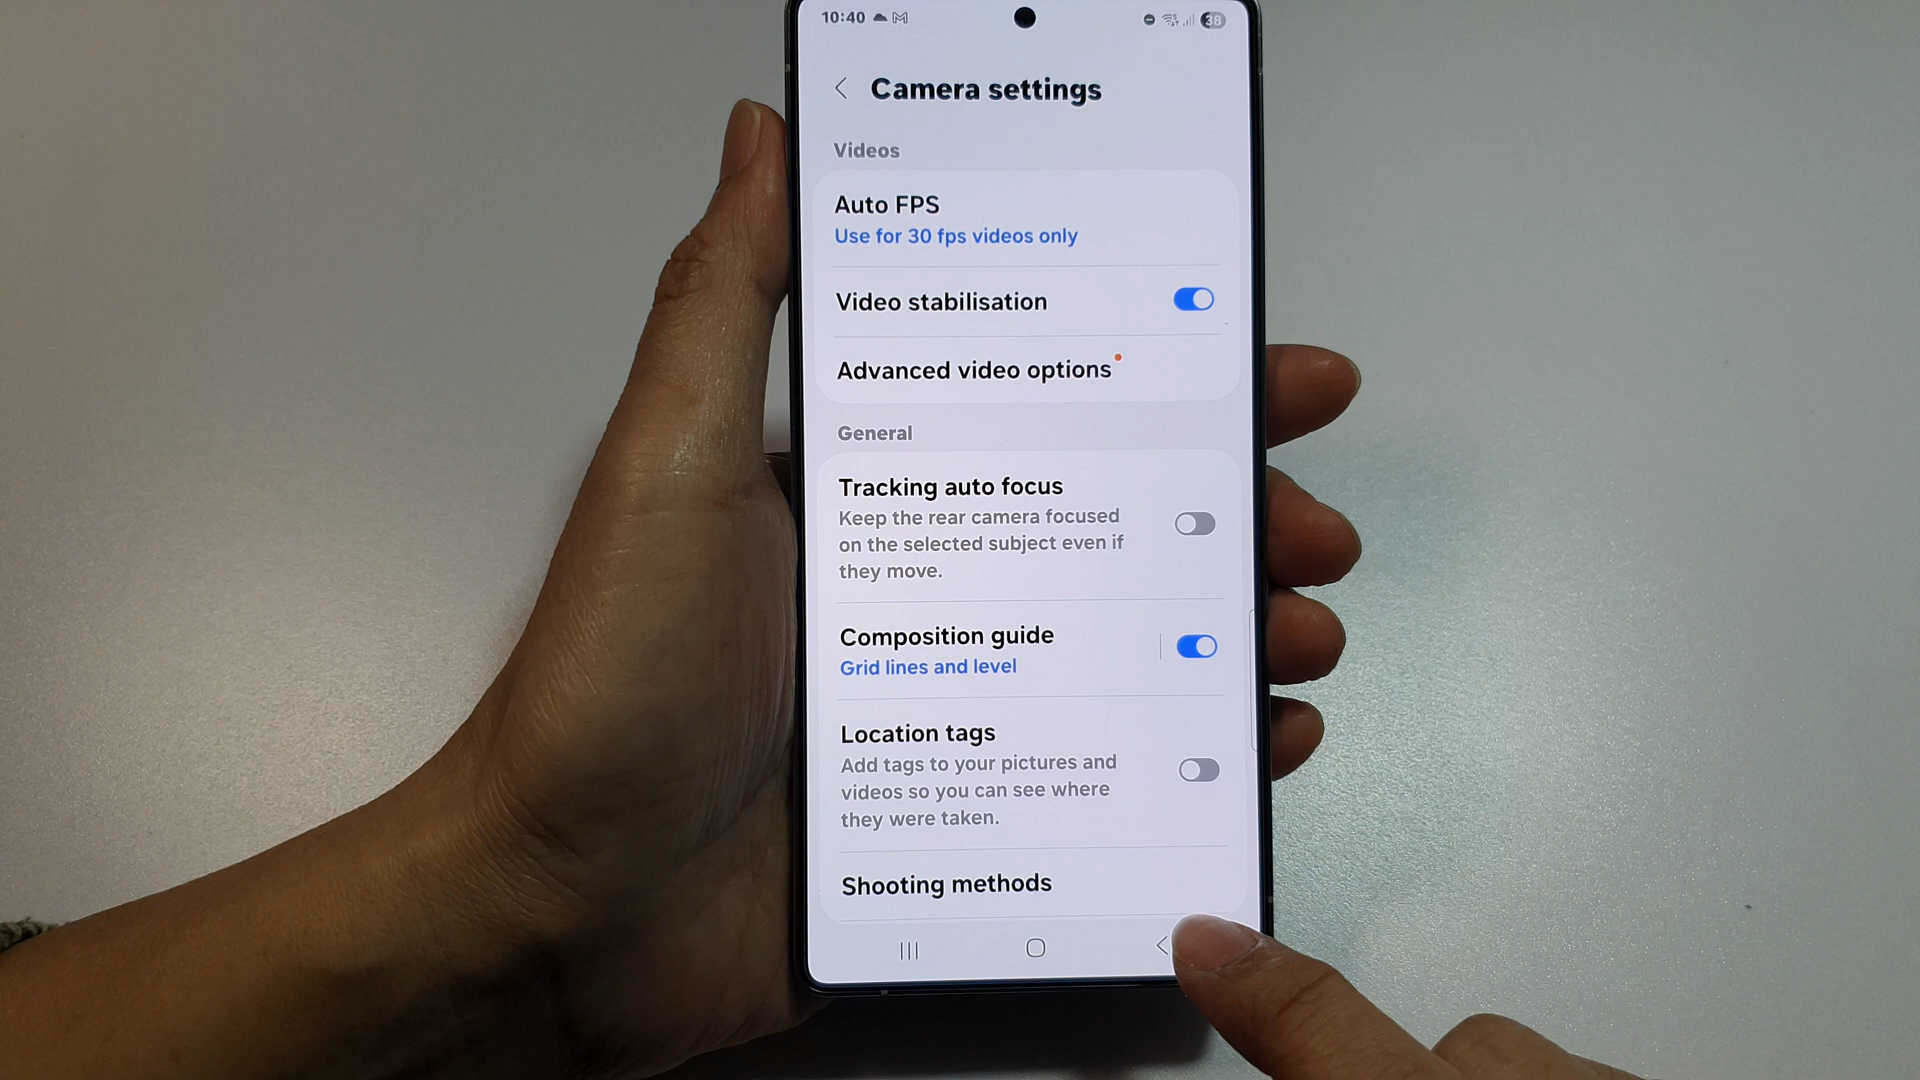 10:40
38
Camera settings
Videos
Auto FPS
Use for 30 fps videos only
Video stabilisation
Advanced video options
General
Tracking auto focus
Keep the rear camera focused
on the selected subject even if
they move.
Composition guide
Grid lines and level
Location tags
Add tags to your pictures and
videos so you can see where
they were taken.
Shooting methods